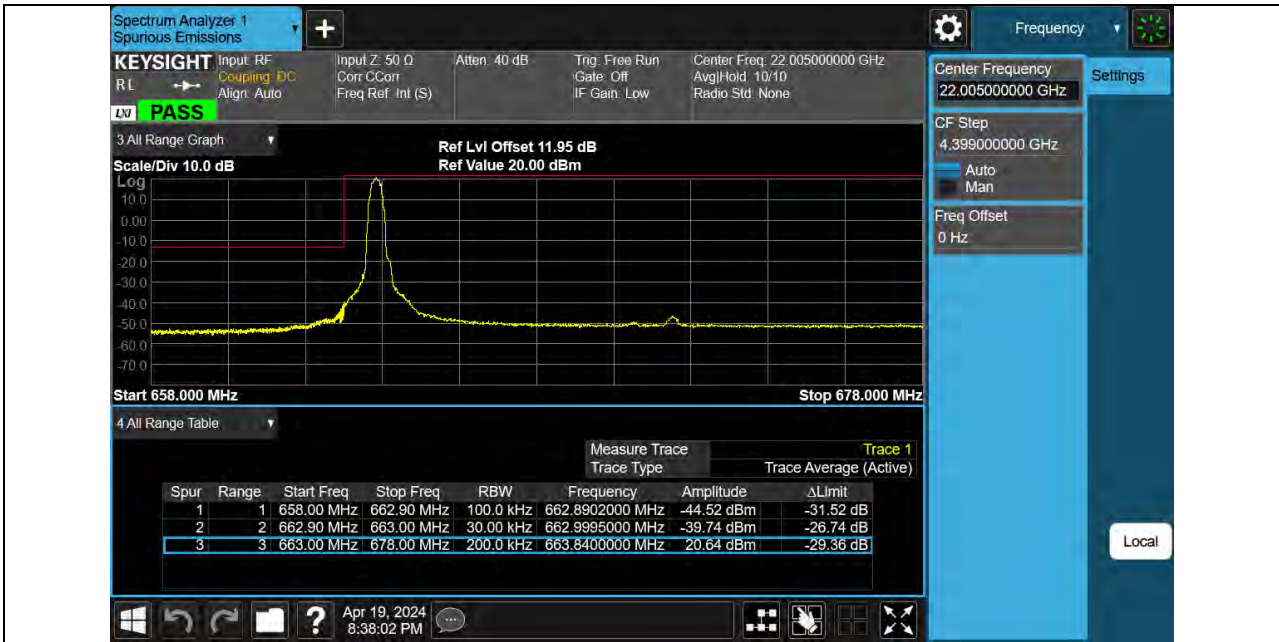 Spectrum Analyzer 1
Spurious Emissions
Frequency
KEYSIGHT
R L
LXI PASS
Input: RF
Coupling: DC
Align: Auto
Input Z: 50 Ω
Corr CCorr
Freq Ref: Int (S)
Atten: 40 dB
Trig: Free Run
Gate: Off
IF Gain: Low
Center Freq: 22.005000000 GHz
Avg|Hold: 10/10
Radio Std: None
Center Frequency
22.005000000 GHz
Settings
CF Step
4.399000000 GHz
Auto
Man
Freq Offset
0 Hz
3 All Range Graph
Scale/Div 10.0 dB
Ref Lvl Offset 11.95 dB
Ref Value 20.00 dBm
Log
10.0
0.00
-10.0
-20.0
-30.0
-40.0
-50.0
-60.0
-70.0
Start 658.000 MHz Stop 678.000 MHz
4 All Range Table
Measure Trace Trace 1
Trace Type Trace Average (Active)
Spur Range Start Freq Stop Freq RBW Frequency Amplitude ΔLimit
1 1 658.00 MHz 662.90 MHz 100.0 kHz 662.8902000 MHz -44.52 dBm -31.52 dB
2 2 662.90 MHz 663.00 MHz 30.00 kHz 662.9995000 MHz -39.74 dBm -26.74 dB
3 3 663.00 MHz 678.00 MHz 200.0 kHz 663.8400000 MHz 20.64 dBm -29.36 dB
Local
?
Apr 19, 2024
8:38:02 PM